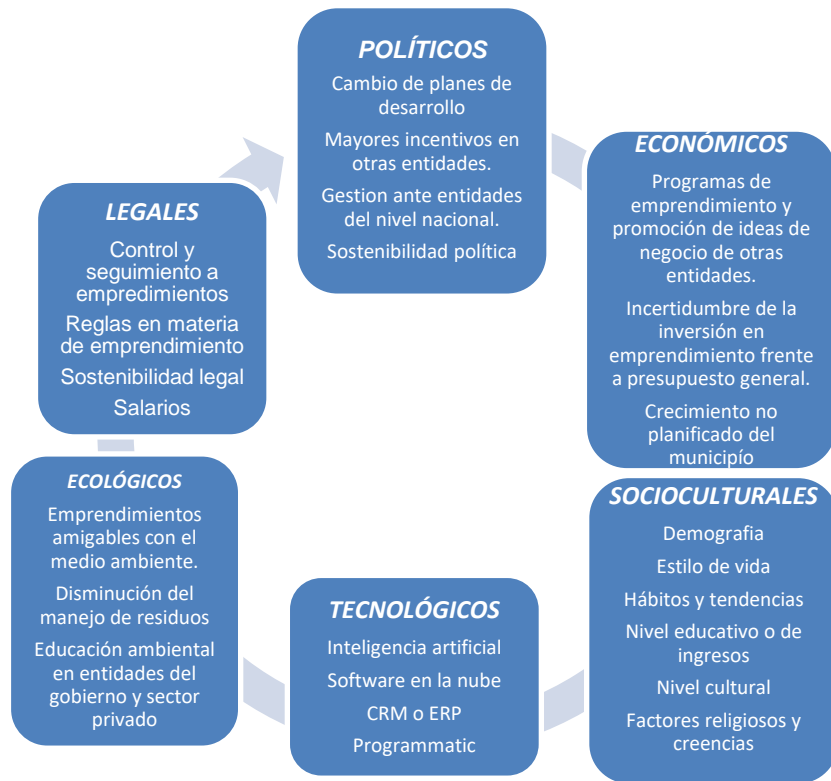 POLÍTICOS
Cambio de planes de
desarrollo
Mayores incentivos en
otras entidades.
Gestion ante entidades
del nivel nacional.
Sostenibilidad política
ECONÓMICOS
Programas de
emprendimiento y
promoción de ideas de
negocio de otras
entidades.
Incertidumbre de la
inversión en
emprendimiento frente
a presupuesto general.
Crecimiento no
planificado del
municipío
SOCIOCULTURALES
Demografia
Estilo de vida
Hábitos y tendencias
Nivel educativo o de
ingresos
Nivel cultural
Factores religiosos y
creencias
TECNOLÓGICOS
Inteligencia artificial
Software en la nube
CRM o ERP
Programmatic
ECOLÓGICOS
Emprendimientos
amigables con el
medio ambiente.
Disminución del
manejo de residuos
Educación ambiental
en entidades del
gobierno y sector
privado
LEGALES
Control y
seguimiento a
empredimientos
Reglas en materia
de emprendimiento
Sostenibilidad legal
Salarios